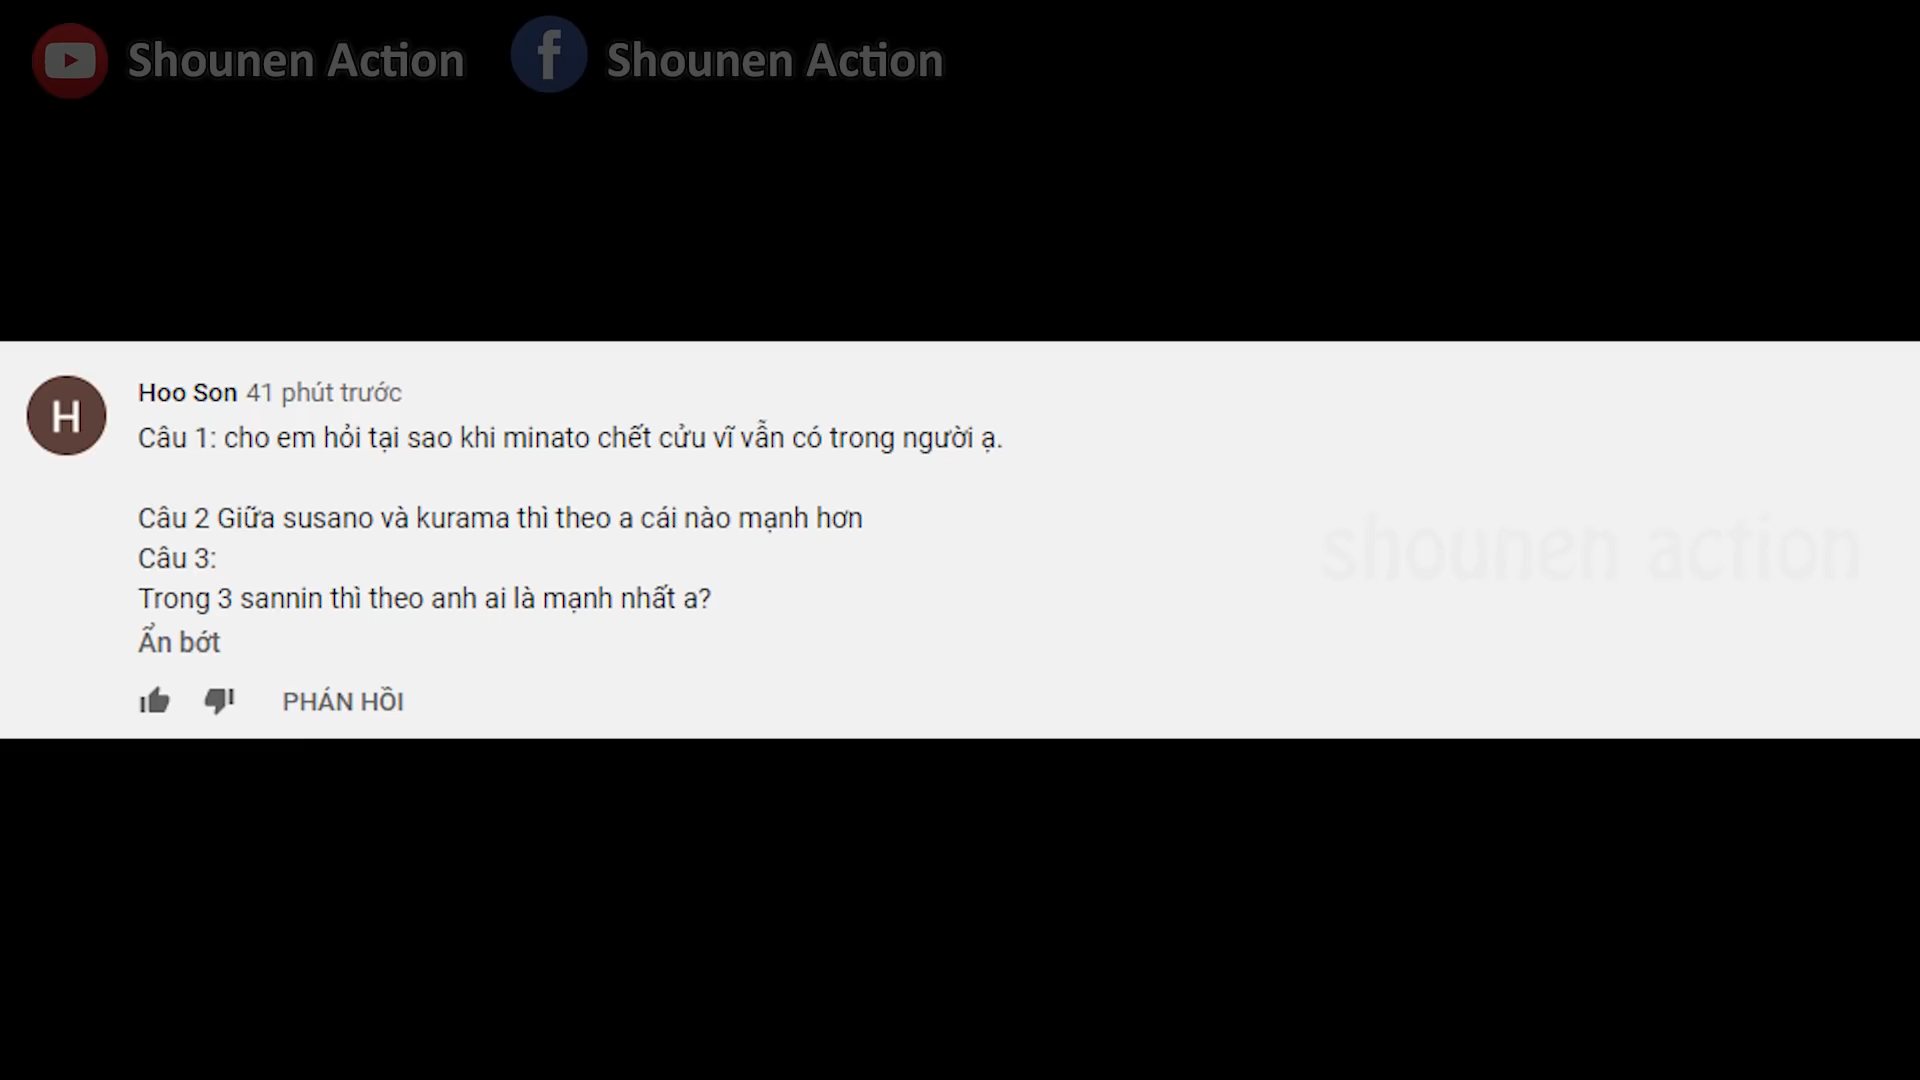 Shounen Action Shounen Action
H
Hoo Son 41 phút trước
Câu 1: cho em hỏi tại sao khi minato chết cửu vĩ vẫn có trong người ạ.
Câu 2 Giữa susano và kurama thì theo a cái nào mạnh hơn
Câu 3:
Trong 3 sannin thì theo anh ai là mạnh nhất a?
shounen action
Ẩn bớt
PHẢN HỒI